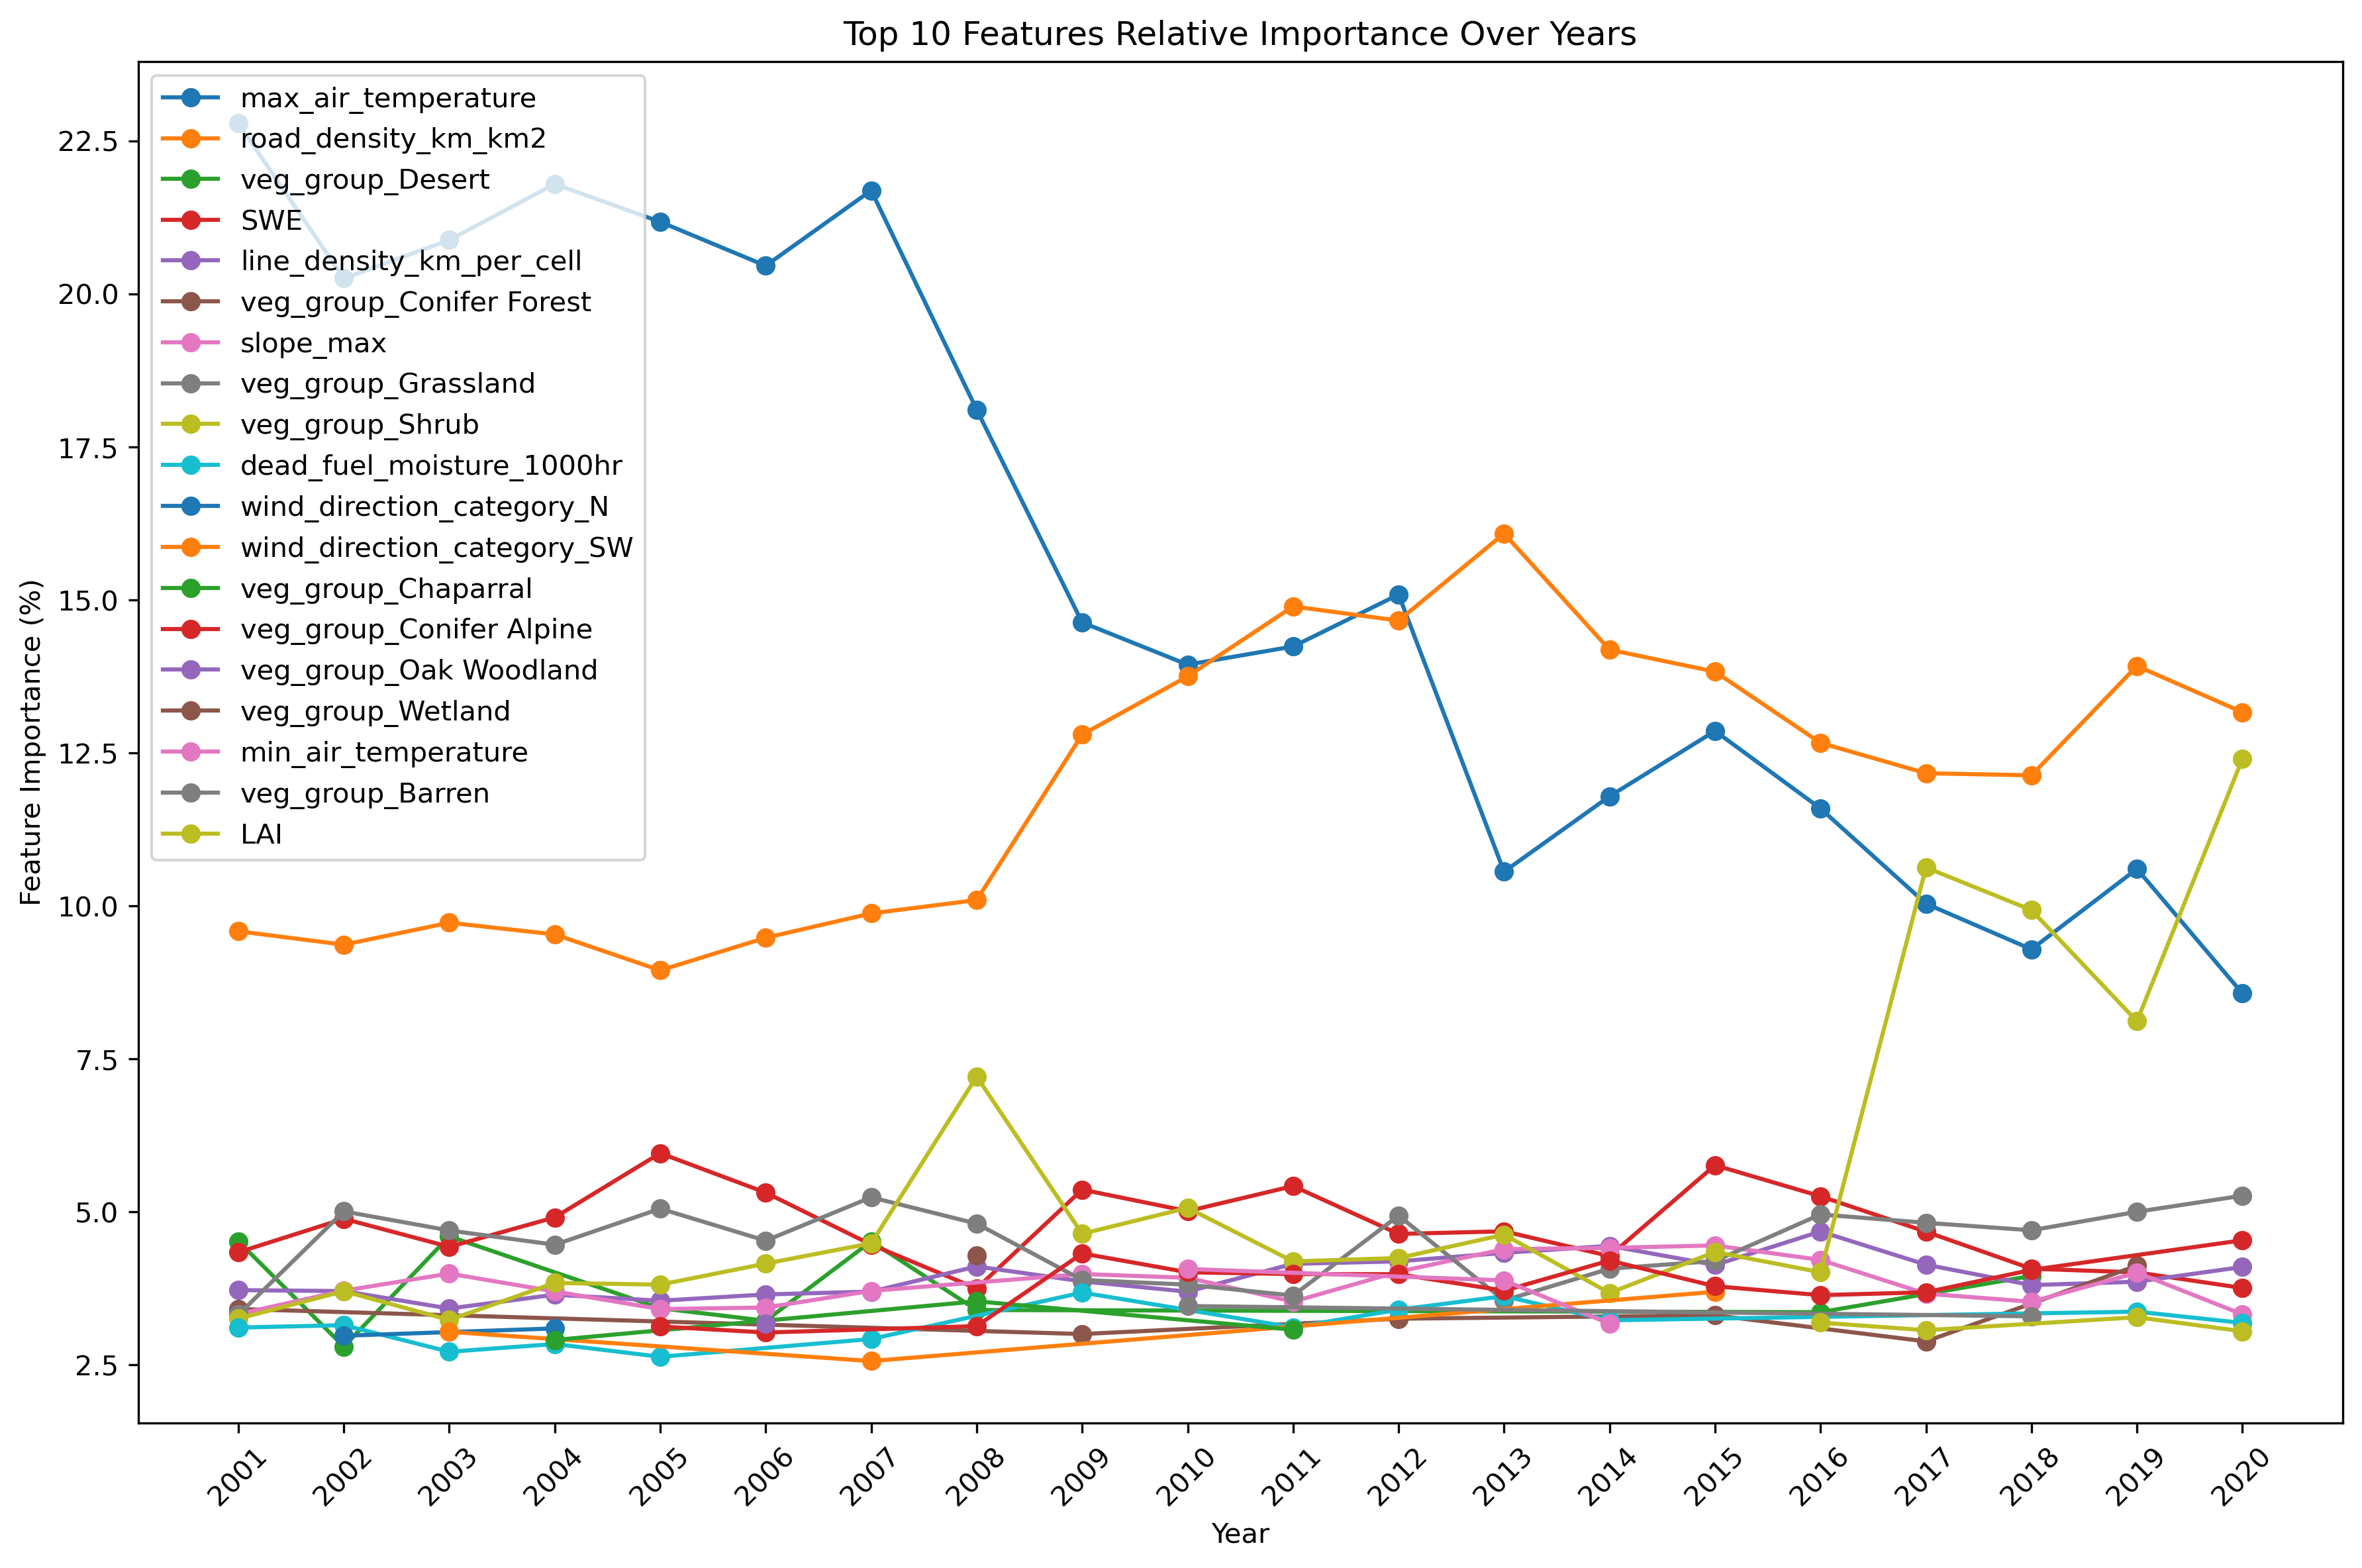 Top 10 Features Relative Importance Over Years
max_air_temperature
road_density_km_km2
veg_group_Desert
SWE
line_density_km_per_cell
veg_group_Conifer Forest
slope_max
veg_group_Grassland
veg_group_Shrub
dead_fuel_moisture_1000hr
wind_direction_category_N
wind_direction_category_SW
veg_group_Chaparral
veg_group_Conifer Alpine
veg_group_Oak Woodland
veg_group_Wetland
min_air_temperature
veg_group_Barren
LAI
Feature Importance (%)
22.5
20.0
17.5
15.0
12.5
10.0
7.5
5.0
2.5
2001 2002 2003 2004 2005 2006 2007 2008 2009 2010 2011 2012 2013 2014 2015 2016 2017 2018 2019 2020
Year